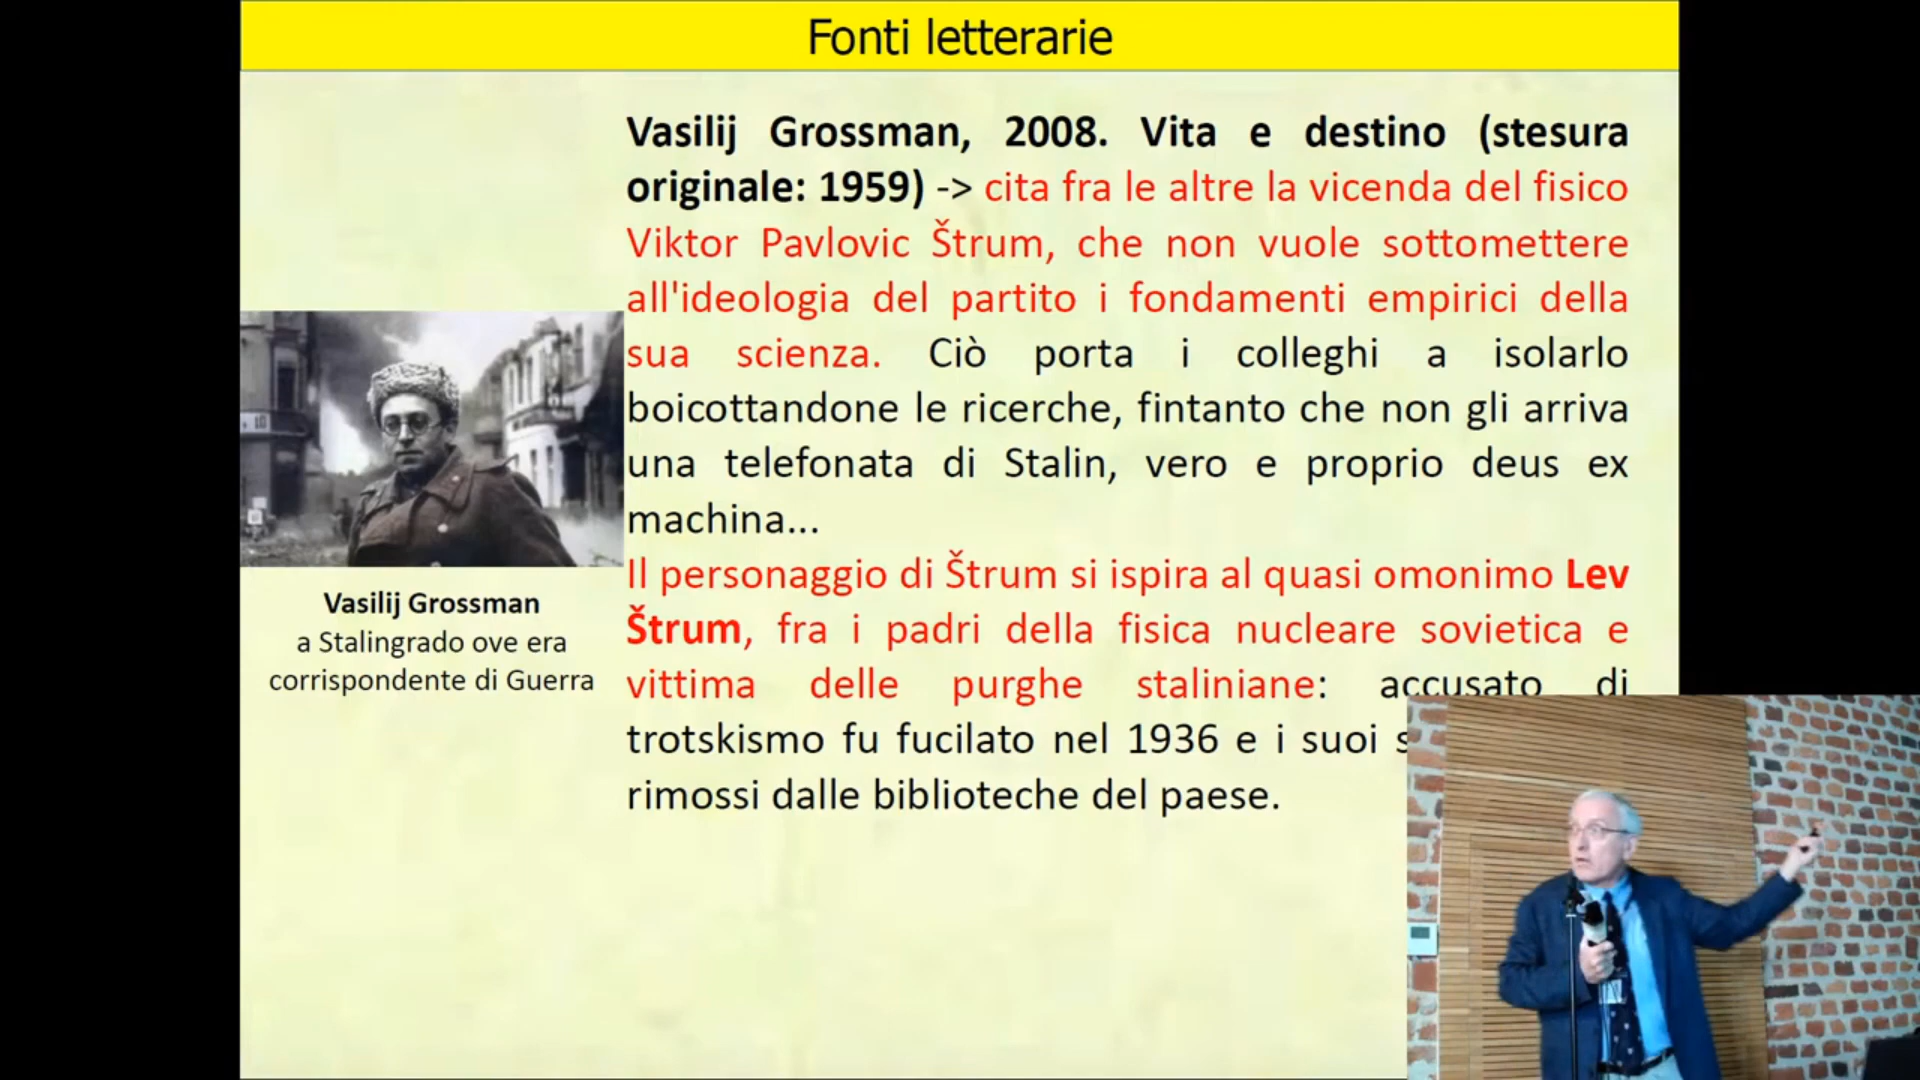 Fonti letterarie
Vasilij Grossman, 2008. Vita e destino (stesura
originale: 1959) -> cita fra le altre la vicenda del fisico
Viktor Pavlovic Štrum, che non vuole sottomettere
all'ideologia del partito i fondamenti empirici della
sua scienza. Ciò porta i colleghi a isolarlo
boicottandone le ricerche, fintanto che non gli arriva
una telefonata di Stalin, vero e proprio deus ex
machina...
Il personaggio di Štrum si ispira al quasi omonimo Lev
Štrum, fra i padri della fisica nucleare sovietica e
vittima delle purghe staliniane: accusato di
trotskismo fu fucilato nel 1936 e i suoi
rimossi dalle biblioteche del paese.
Vasilij Grossman
a Stalingrado ove era
corrispondente di Guerra